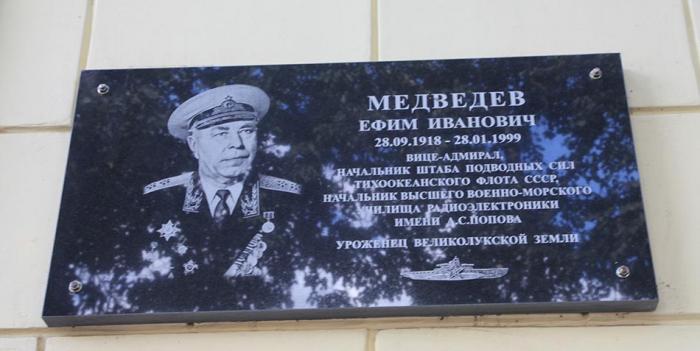 МЕДВЕДЕВ
ЕФИМ ИВАНОВИЧ
28.09.1918 - 28.01.1999
ВИЦЕ-АДМИРАЛ,
НАЧАЛЬНИК ШТАБА ПОДВОДНЫХ СИЛ
ТИХООКЕАНСКОГО ФЛОТА СССР,
НАЧАЛЬНИК ВЫСШЕГО ВОЕННО-МОРСКОГО
УЧИЛИЩА РАДИОЭЛЕКТРОНИКИ
ИМЕНИ А.С.ПОПОВА
УРОЖЕНЕЦ ВЕЛИКОЛУКСКОЙ ЗЕМЛИ